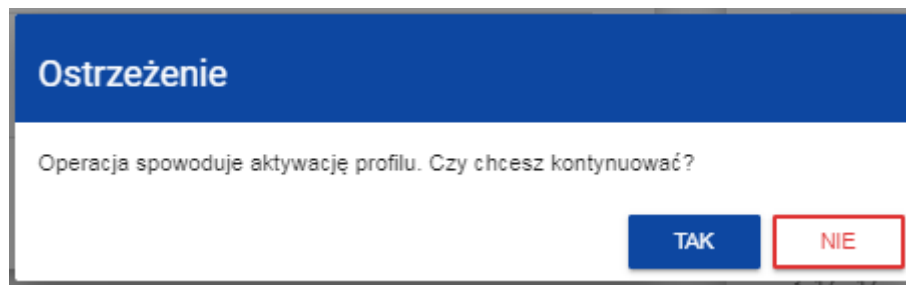 Ostrzeżenie
Operacja spowoduje aktywację profilu. Czy chcesz kontynuować?
TAK NIE